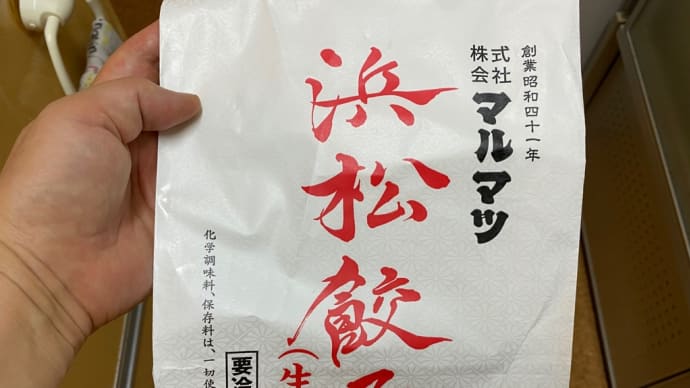 創業昭和四十一年
株式
会社
マルマツ
浜松餃
(生
化学調味料、保存料は、一切使
要冷